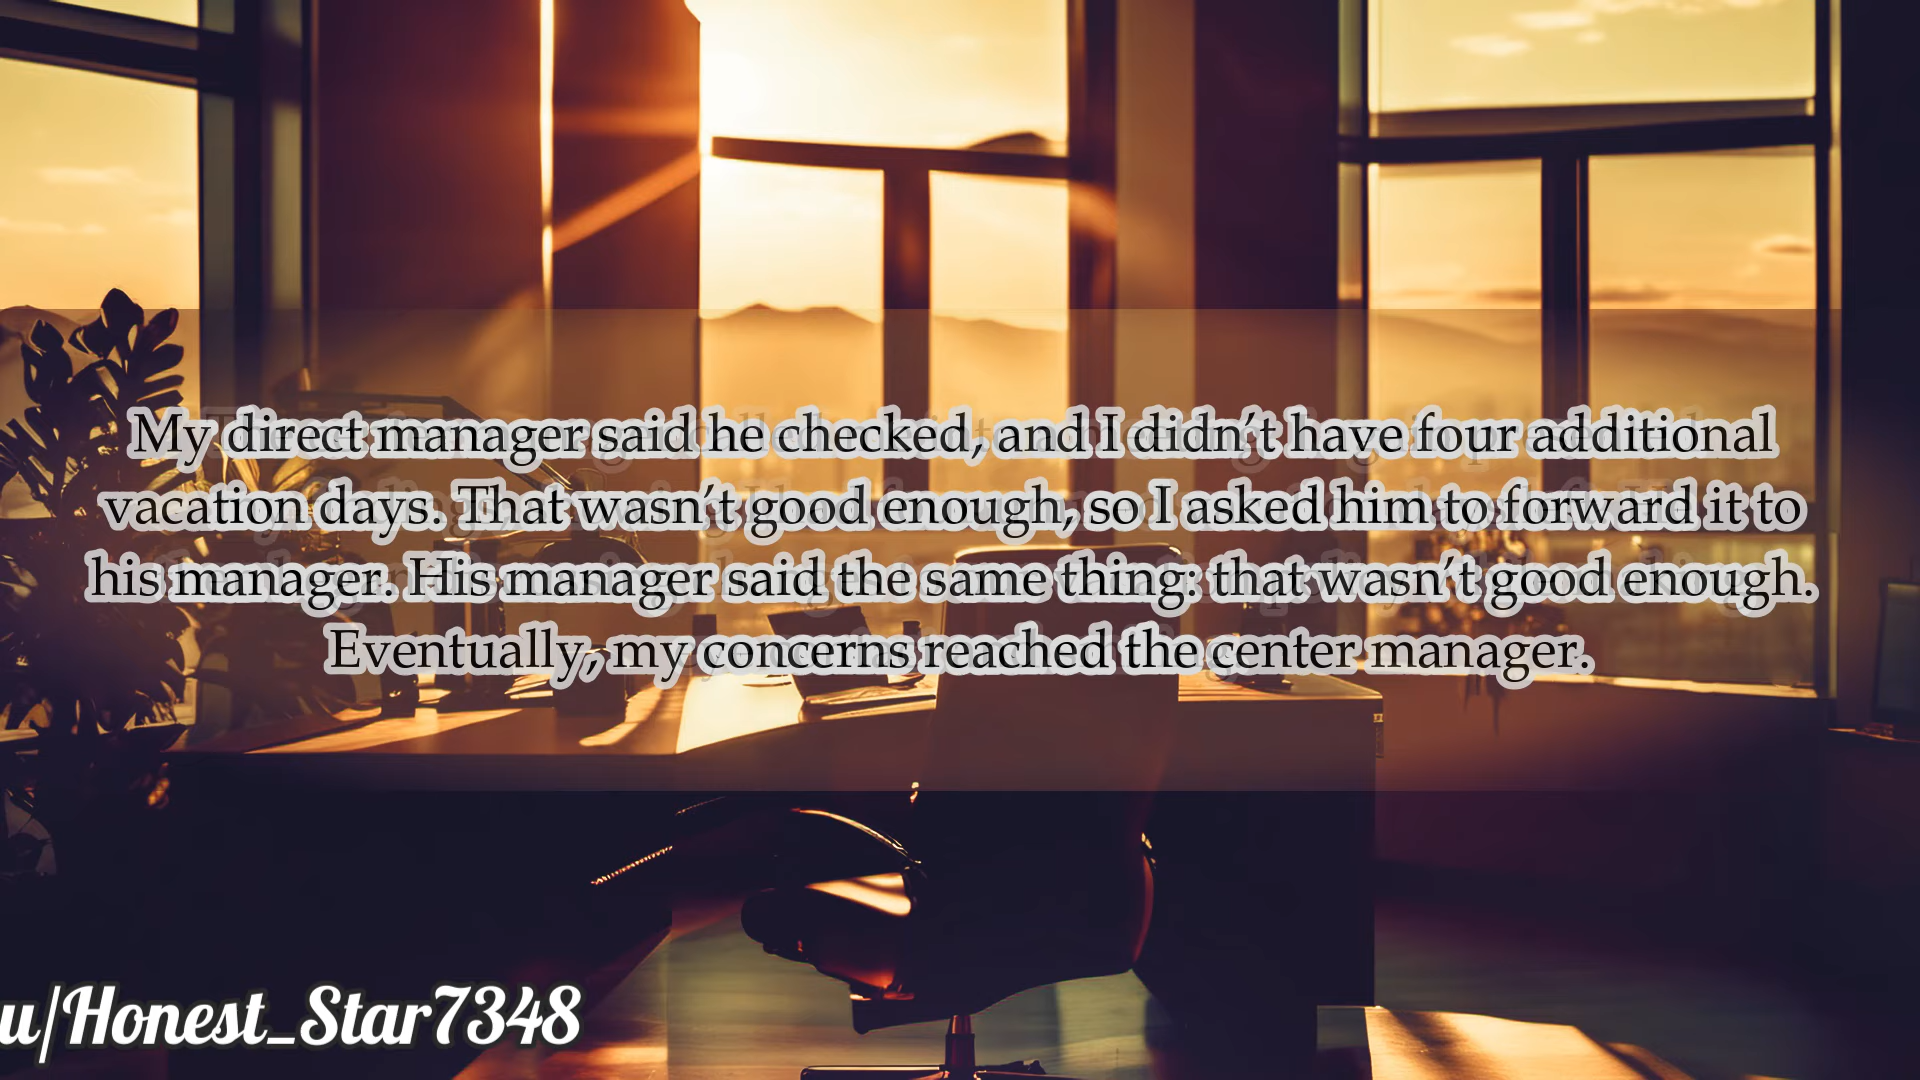 My direct manager said he checked, and I didn’t have four additional
vacation days. That wasn’t good enough, so I asked him to forward it to
his manager. His manager said the same thing: that wasn’t good enough.
Eventually, my concerns reached the center manager.
u/Honest_Star7348